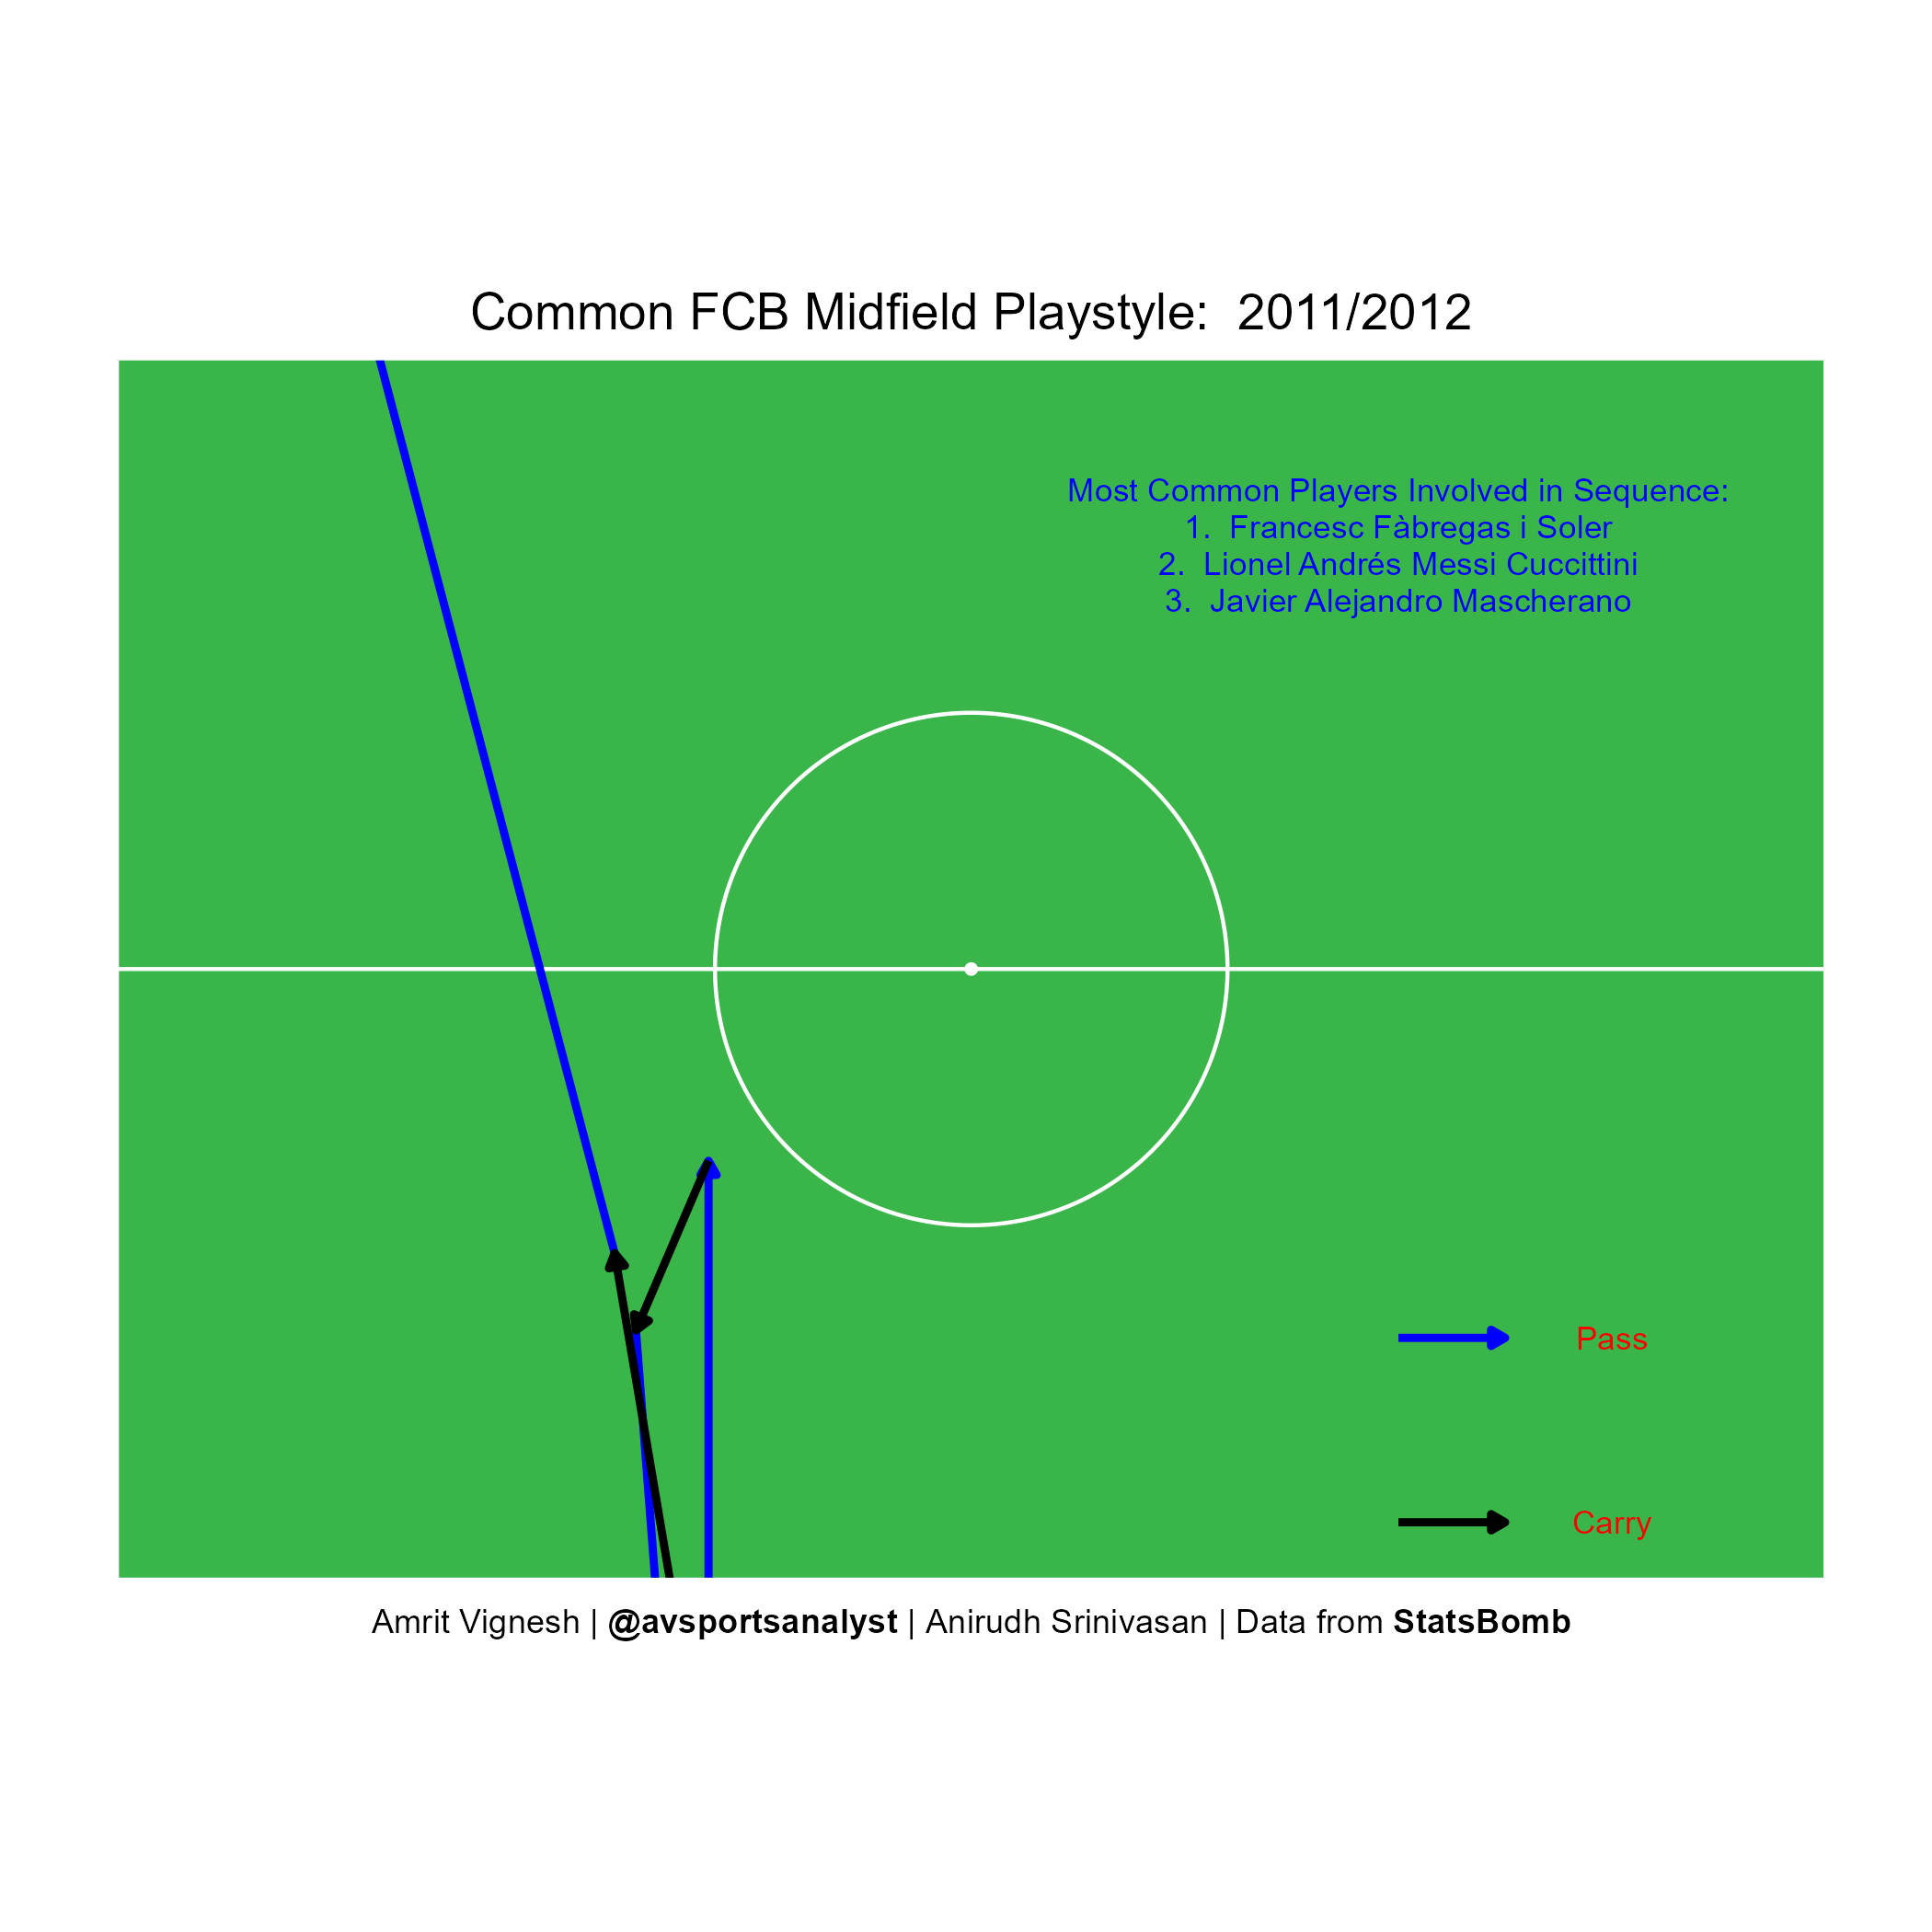 Common FCB Midfield Playstyle:  2011/2012
Most Common Players Involved in Sequence:
1.  Francesc Fàbregas i Soler
2.  Lionel Andrés Messi Cuccittini
3.  Javier Alejandro Mascherano
Pass
Carry
Amrit Vignesh | @avsportsanalyst | Anirudh Srinivasan | Data from StatsBomb